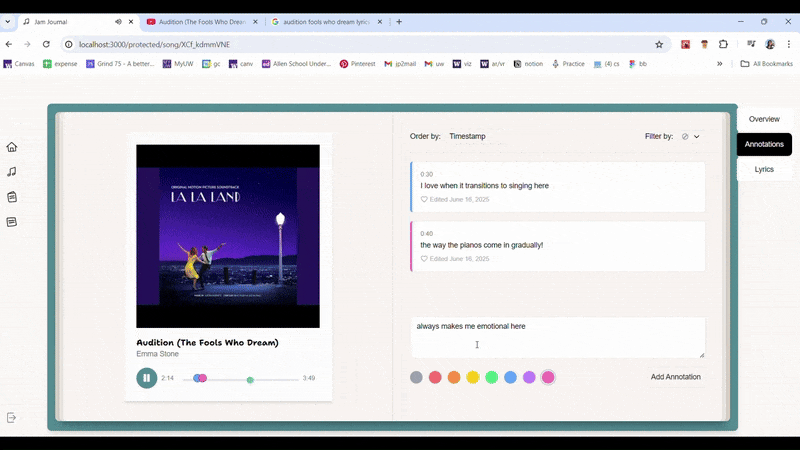 Jam Journal
Audition (The Fools Who Drea
audition fools who dream lyrics
localhost:3000/protected/song/XCf_kdmmVNE
Canvas
expense
Grind 75 - A better...
MyUW
gc
canv
Allen School Under...
Pinterest
jp2mail
uw
viz
ar/vr
notion
Practice
(4) cs
bb
»
All Bookmarks
Overview
Annotations
Lyrics
ORIGINAL MOTION PICTURE SOUNDTRACK
LA LA LAND
Audition (The Fools Who Dream)
Emma Stone
2:14
3:49
Order by: Timestamp
Filter by:
0:30
I love when it transitions to singing here
Edited June 16, 2025
0:40
the way the pianos come in gradually!
Edited June 16, 2025
always makes me emotional here
Add Annotation